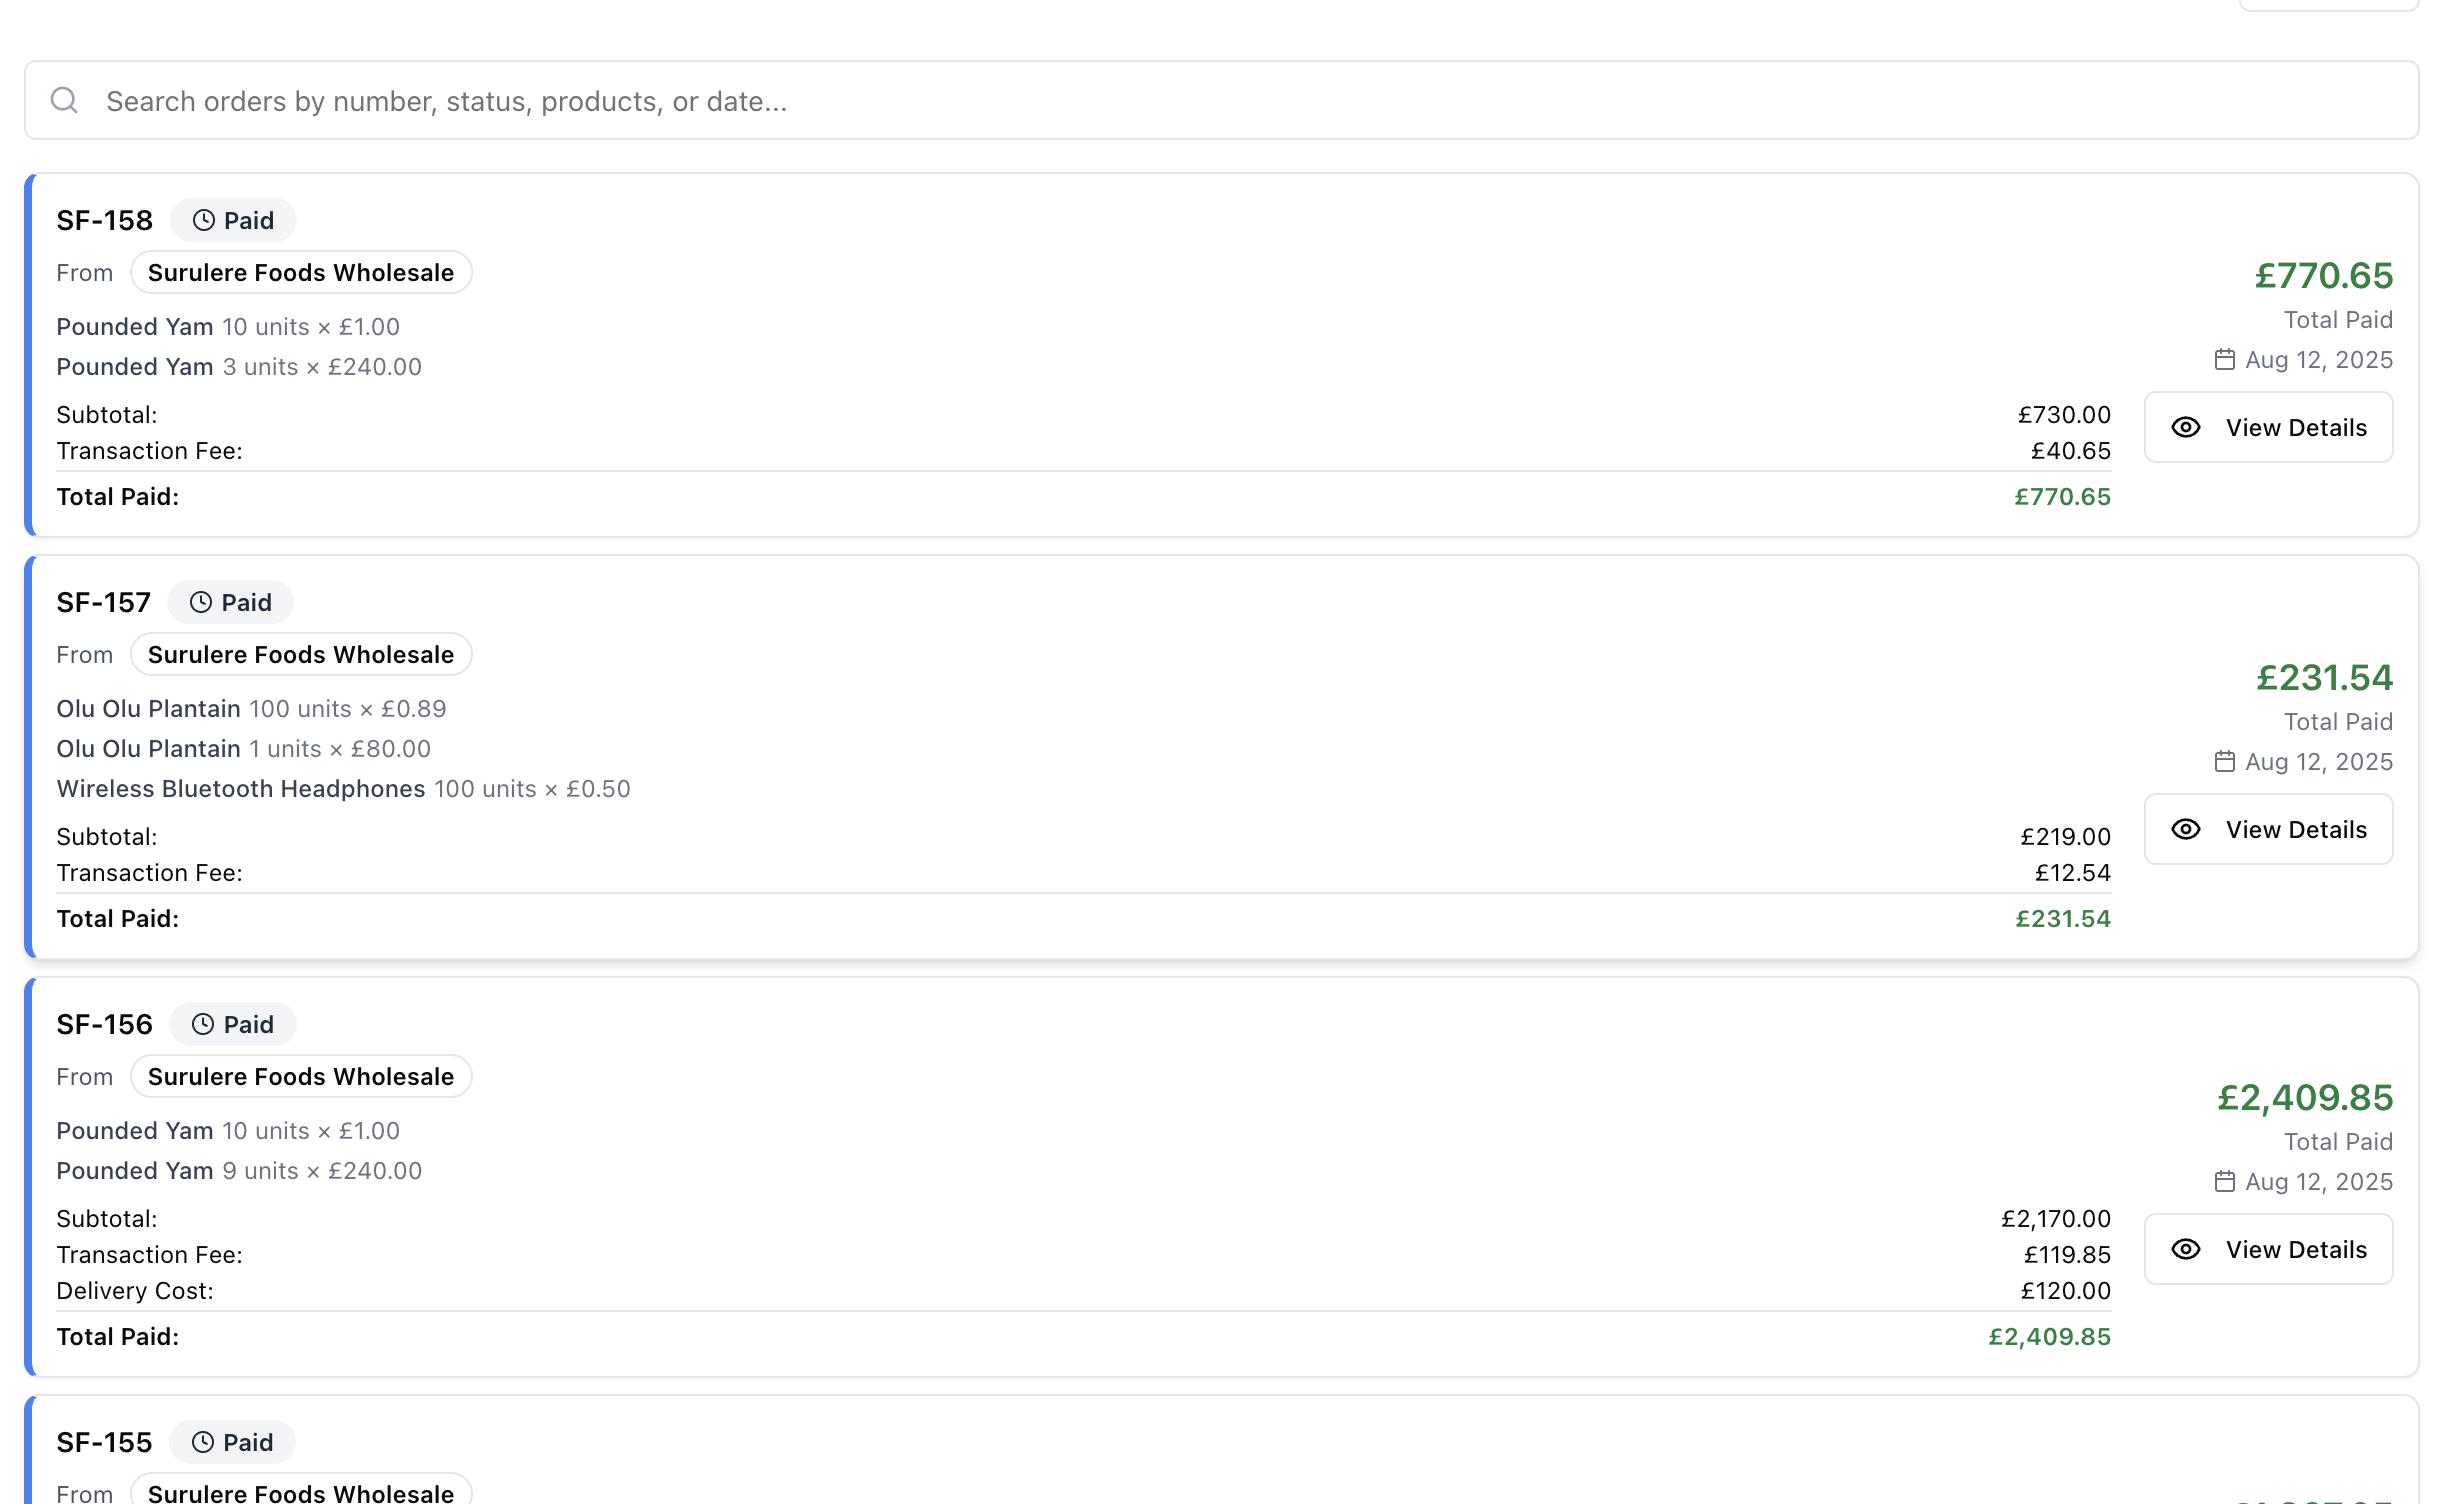 Search orders by number, status, products, or date...
SF-158 Paid
From Surulere Foods Wholesale
Pounded Yam 10 units × £1.00
Pounded Yam 3 units × £240.00
Subtotal: £730.00
Transaction Fee: £40.65
Total Paid: £770.65
£770.65
Total Paid
Aug 12, 2025
View Details
SF-157 Paid
From Surulere Foods Wholesale
Olu Olu Plantain 100 units × £0.89
Olu Olu Plantain 1 units × £80.00
Wireless Bluetooth Headphones 100 units × £0.50
Subtotal: £219.00
Transaction Fee: £12.54
Total Paid: £231.54
£231.54
Total Paid
Aug 12, 2025
View Details
SF-156 Paid
From Surulere Foods Wholesale
Pounded Yam 10 units × £1.00
Pounded Yam 9 units × £240.00
Subtotal: £2,170.00
Transaction Fee: £119.85
Delivery Cost: £120.00
Total Paid: £2,409.85
£2,409.85
Total Paid
Aug 12, 2025
View Details
SF-155 Paid
From Surulere Foods Wholesale